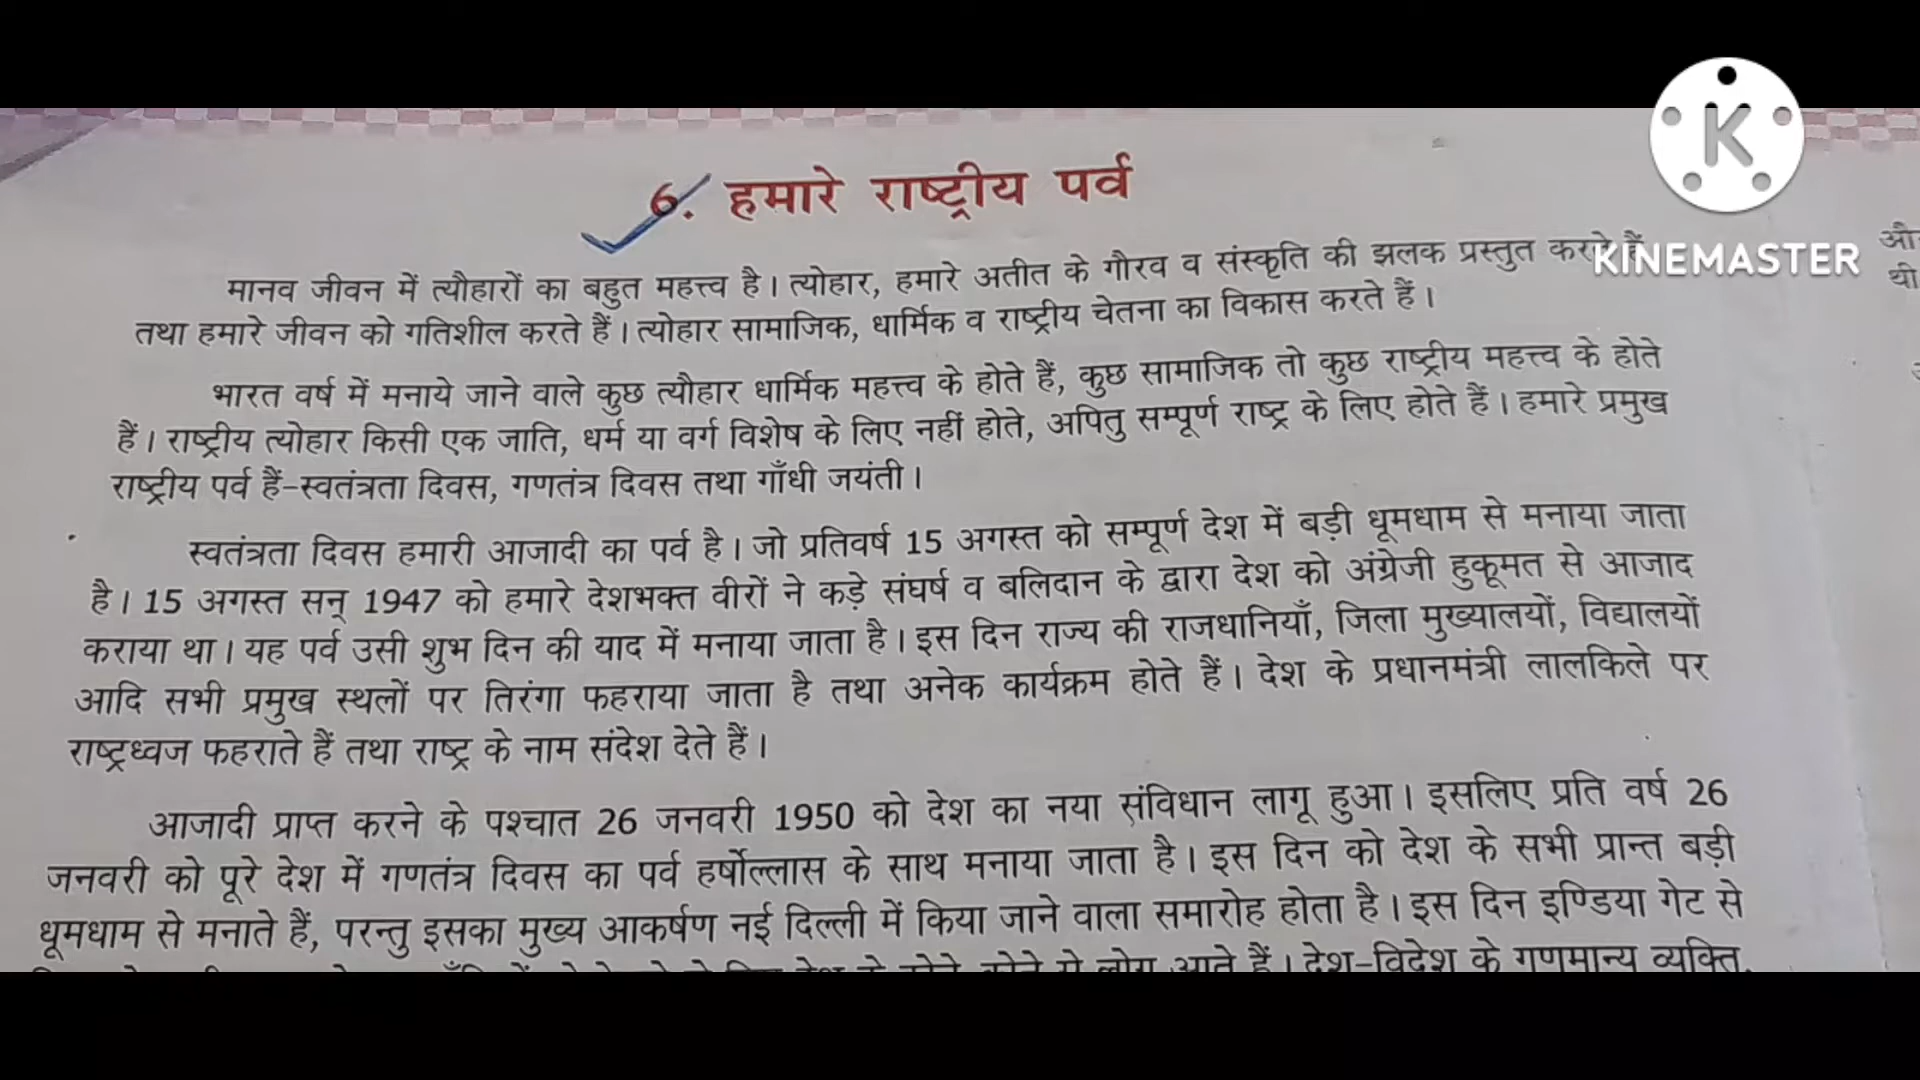 6. हमारे राष्ट्रीय पर्व
मानव जीवन में त्यौहारों का बहुत महत्त्व है। त्योहार, हमारे अतीत के गौरव व संस्कृति की झलक प्रस्तुत करते हैं
तथा हमारे जीवन को गतिशील करते हैं। त्योहार सामाजिक, धार्मिक व राष्ट्रीय चेतना का विकास करते हैं।
भारत वर्ष में मनाये जाने वाले कुछ त्यौहार धार्मिक महत्त्व के होते हैं, कुछ सामाजिक तो कुछ राष्ट्रीय महत्त्व के होते
हैं। राष्ट्रीय त्योहार किसी एक जाति, धर्म या वर्ग विशेष के लिए नहीं होते, अपितु सम्पूर्ण राष्ट्र के लिए होते हैं। हमारे प्रमुख
राष्ट्रीय पर्व हैं-स्वतंत्रता दिवस, गणतंत्र दिवस तथा गाँधी जयंती।
स्वतंत्रता दिवस हमारी आजादी का पर्व है। जो प्रतिवर्ष 15 अगस्त को सम्पूर्ण देश में बड़ी धूमधाम से मनाया जाता
है। 15 अगस्त सन् 1947 को हमारे देशभक्त वीरों ने कड़े संघर्ष व बलिदान के द्वारा देश को अंग्रेजी हुकूमत से आजाद
कराया था। यह पर्व उसी शुभ दिन की याद में मनाया जाता है। इस दिन राज्य की राजधानियाँ, जिला मुख्यालयों, विद्यालयों
आदि सभी प्रमुख स्थलों पर तिरंगा फहराया जाता है तथा अनेक कार्यक्रम होते हैं। देश के प्रधानमंत्री लालकिले पर
राष्ट्रध्वज फहराते हैं तथा राष्ट्र के नाम संदेश देते हैं।
आजादी प्राप्त करने के पश्चात 26 जनवरी 1950 को देश का नया संविधान लागू हुआ। इसलिए प्रति वर्ष 26
जनवरी को पूरे देश में गणतंत्र दिवस का पर्व हर्षोल्लास के साथ मनाया जाता है। इस दिन को देश के सभी प्रान्त बड़ी
धूमधाम से मनाते हैं, परन्तु इसका मुख्य आकर्षण नई दिल्ली में किया जाने वाला समारोह होता है। इस दिन इण्डिया गेट से
लोग आते हैं। देश-विदेश के गणमान्य व्यक्ति,
K
KINEMASTER
थी